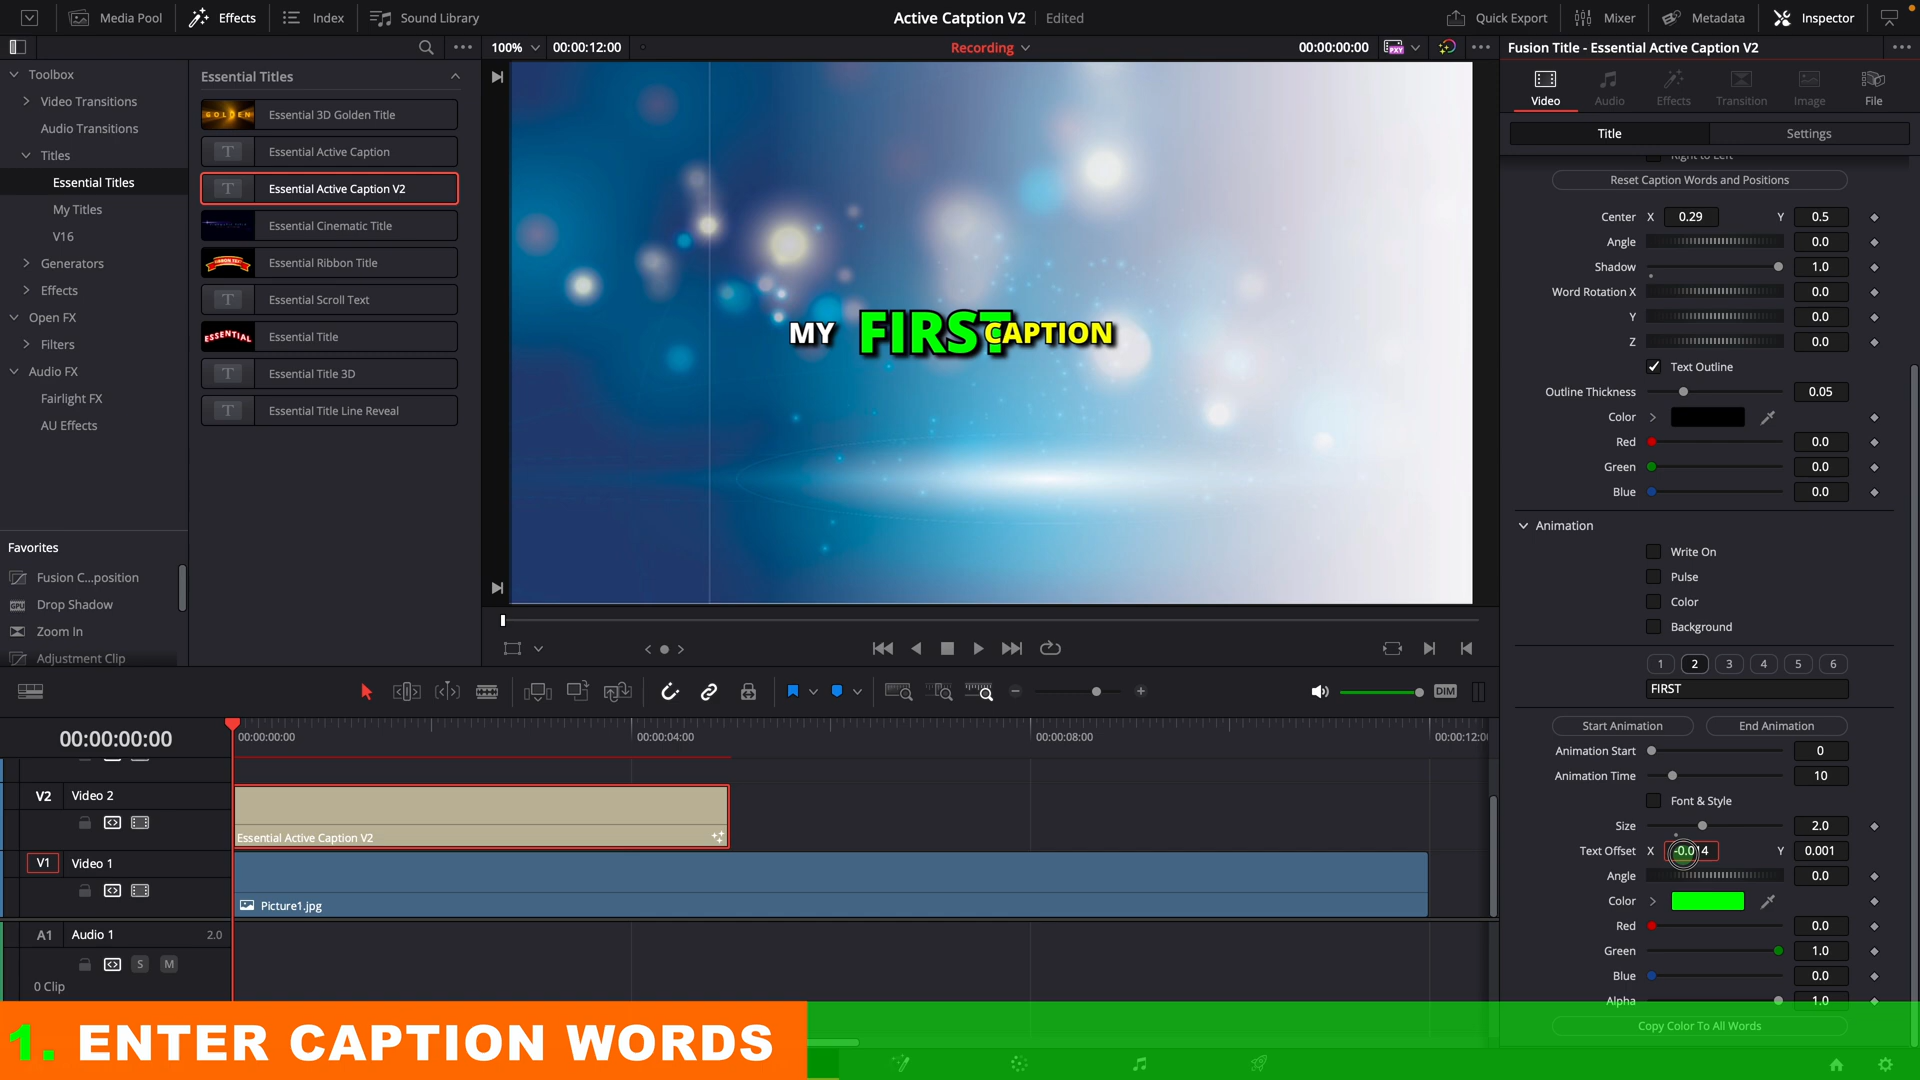 Media Pool
Effects
Index
Sound Library
Active Catption V2
Edited
Quick Export
Mixer
Metadata
Inspector
100%
00:00:12:00
Recording
00:00:00:00
PXY
Fusion Title - Essential Active Caption V2
Toolbox
Video Transitions
Audio Transitions
Titles
Essential Titles
My Titles
V16
Generators
Effects
Open FX
Filters
Audio FX
Fairlight FX
AU Effects
Favorites
Fusion C...position
Drop Shadow
Zoom In
Adjustment Clip
Essential Titles
GOLDEN
Essential 3D Golden Title
T
Essential Active Caption
T
Essential Active Caption V2
Essential Cinematic Title
Essential Ribbon Title
T
Essential Scroll Text
ESSENTIAL
Essential Title
T
Essential Title 3D
T
Essential Title Line Reveal
MY FIRST CAPTION
Video
Audio
Effects
Transition
Image
File
Title
Settings
Right to Left
Reset Caption Words and Positions
Center X 0.29 Y 0.5
Angle 0.0
Shadow 1.0
Word Rotation X 0.0
Y 0.0
Z 0.0
Text Outline
Outline Thickness 0.05
Color
Red 0.0
Green 0.0
Blue 0.0
Animation
Write On
Pulse
Color
Background
1 2 3 4 5 6
FIRST
Start Animation
End Animation
Animation Start 0
Animation Time 10
Font & Style
Size 2.0
Text Offset X -0.014 Y 0.001
Angle 0.0
Color
Red 0.0
Green 1.0
Blue 0.0
Alpha 1.0
Copy Color To All Words
DIM
00:00:00:00
00:00:00:00
00:00:04:00
00:00:08:00
00:00:12:0
V2 Video 2
Essential Active Caption V2
V1 Video 1
Picture1.jpg
A1 Audio 1 2.0
S M
0 Clip
1. ENTER CAPTION WORDS